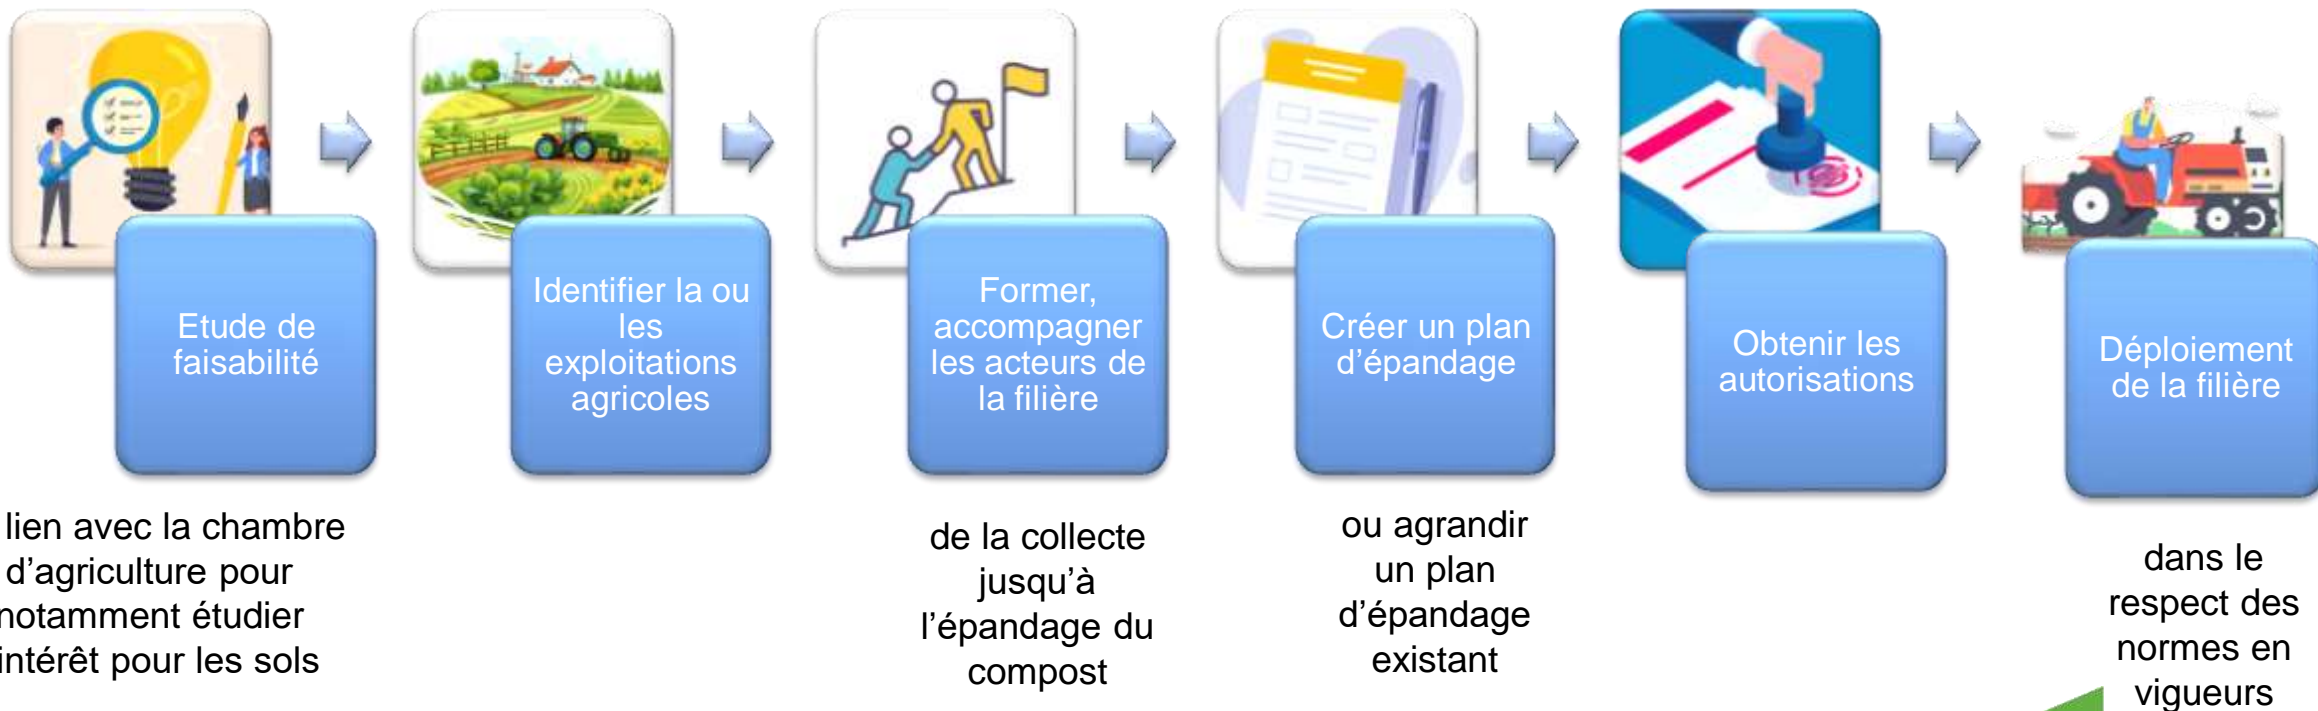 Etude de
faisabilité
Identifier la ou
les
exploitations
agricoles
Former,
accompagner
les acteurs de
la filière
Créer un plan
d’épandage
Obtenir les
autorisations
Déploiement
de la filière
lien avec la chambre
d’agriculture pour
notamment étudier
intérêt pour les sols
de la collecte
jusqu’à
l’épandage du
compost
ou agrandir
un plan
d’épandage
existant
dans le
respect des
normes en
vigueurs